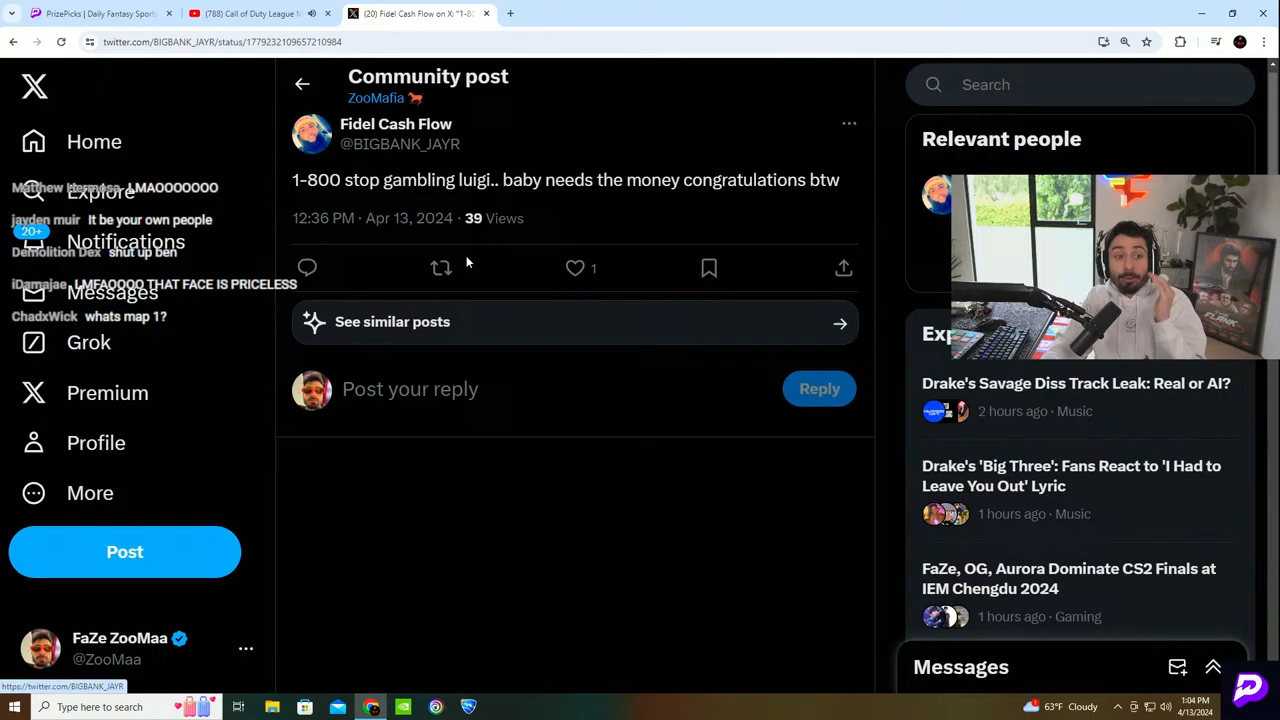 PrizePicks | Daily Fantasy Sports
(788) Call of Duty League M
(20) Fidel Cash Flow on X: "1-80
twitter.com/BIGBANK_JAYR/status/1779232109657210984
Community post
ZooMafia
Fidel Cash Flow
@BIGBANK_JAYR
1-800 stop gambling luigi.. baby needs the money congratulations btw
12:36 PM · Apr 13, 2024 · 39 Views
1
See similar posts
Post your reply
Reply
Home
Explore
20+
Notifications
Messages
Grok
Premium
Profile
More
Post
FaZe ZooMaa
@ZooMaa
Matthew Hermosa LMAOOOOOO
jayden muir It be your own people
Demolition Dex shut up ben
iDamajae LMFAOOOO THAT FACE IS PRICELESS
ChadxWick whats map 1?
Search
Relevant people
FLANK
Drake's Savage Diss Track Leak: Real or AI?
2 hours ago · Music
Drake's 'Big Three': Fans React to 'I Had to
Leave You Out' Lyric
1 hours ago · Music
FaZe, OG, Aurora Dominate CS2 Finals at
IEM Chengdu 2024
1 hours ago · Gaming
Messages
https://twitter.com/BIGBANK_JAYR
Type here to search
63°F Cloudy
1:04 PM
4/13/2024